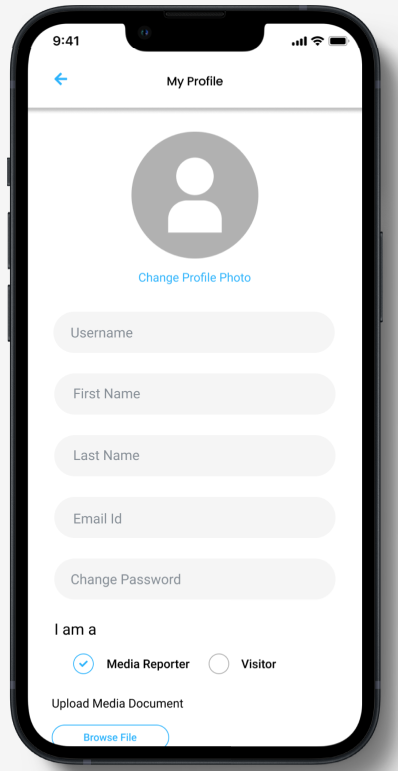 9:41
My Profile
Change Profile Photo
Username
First Name
Last Name
Email Id
Change Password
I am a
Media Reporter Visitor
Upload Media Document
Browse File